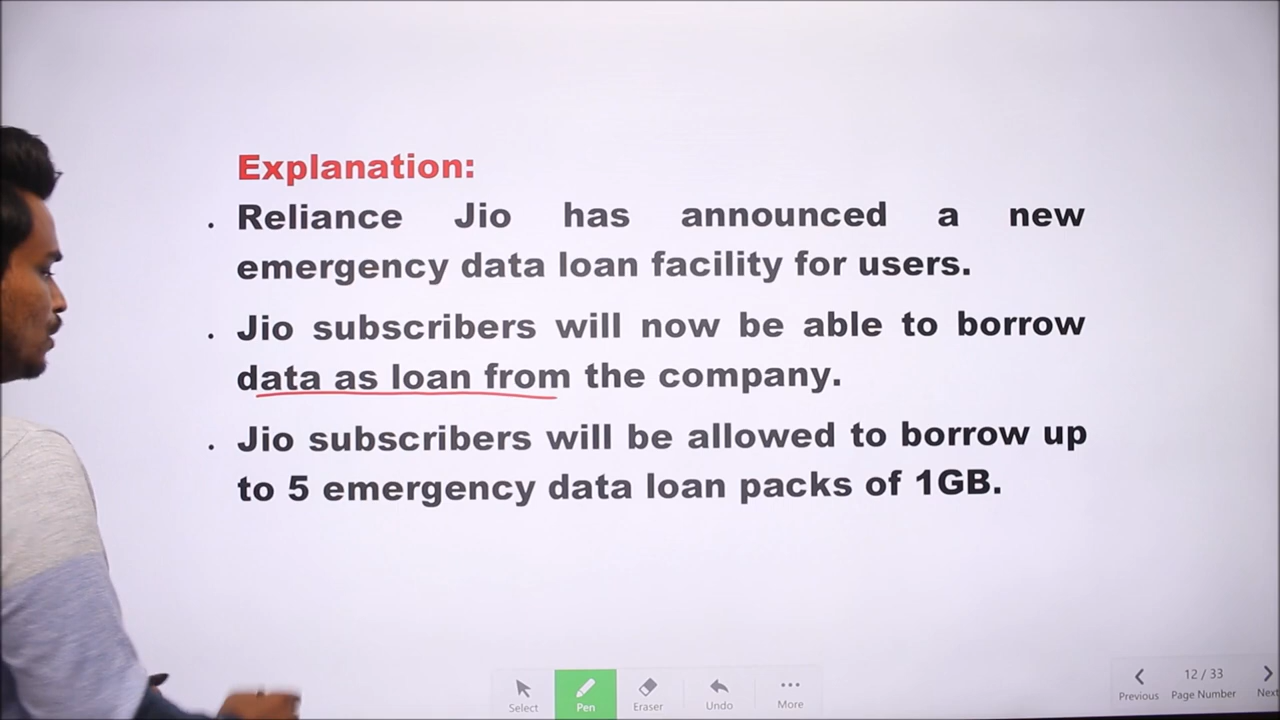 Explanation:
. Reliance Jio has announced a new
emergency data loan facility for users.
. Jio subscribers will now be able to borrow
data as loan from the company.
. Jio subscribers will be allowed to borrow up
to 5 emergency data loan packs of 1GB.
Select Pen Eraser Undo More
Previous 12 / 33 Page Number Next